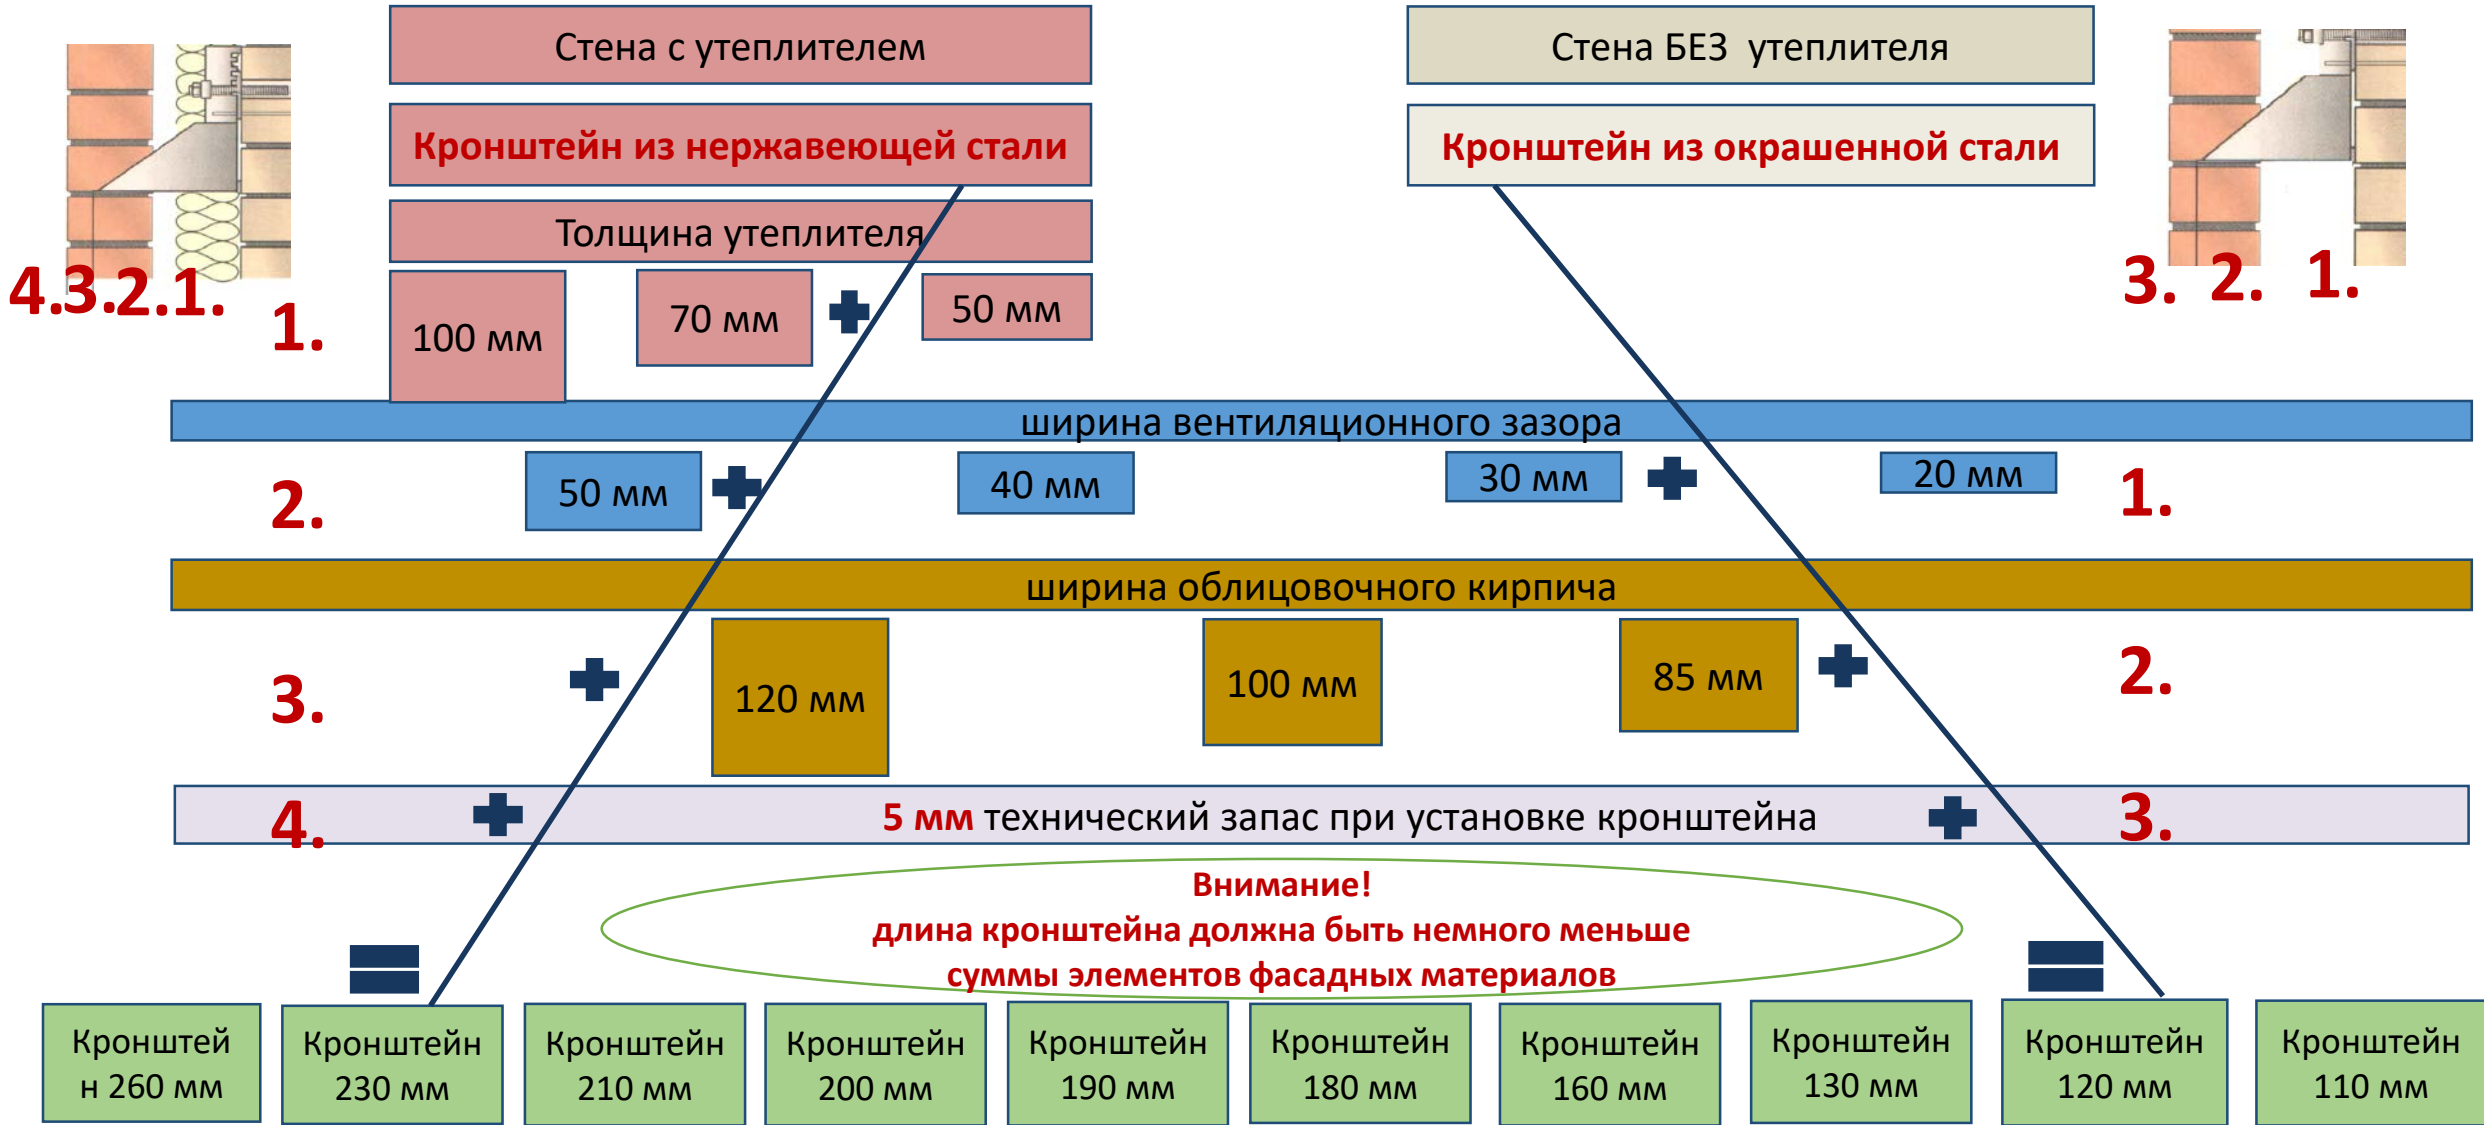 Стена с утеплителем
Стена БЕЗ утеплителя
Кронштейн из нержавеющей стали
Кронштейн из окрашенной стали
Толщина утеплителя
4.3.2.1.
3. 2. 1.
1.
100 мм
70 мм
50 мм
ширина вентиляционного зазора
2.
50 мм
40 мм
30 мм
20 мм
1.
ширина облицовочного кирпича
3.
120 мм
100 мм
85 мм
2.
4.
5 мм технический запас при установке кронштейна
3.
Внимание!
длина кронштейна должна быть немного меньше
суммы элементов фасадных материалов
Кронштей
н 260 мм
Кронштейн
230 мм
Кронштейн
210 мм
Кронштейн
200 мм
Кронштейн
190 мм
Кронштейн
180 мм
Кронштейн
160 мм
Кронштейн
130 мм
Кронштейн
120 мм
Кронштейн
110 мм